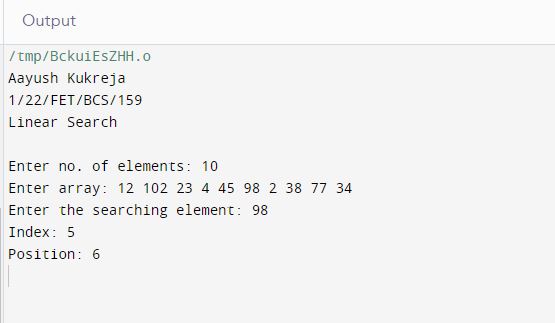 Output
/tmp/BckuiEsZHH.o
Aayush Kukreja
1/22/FET/BCS/159
Linear Search
Enter no. of elements: 10
Enter array: 12 102 23 4 45 98 2 38 77 34
Enter the searching element: 98
Index: 5
Position: 6